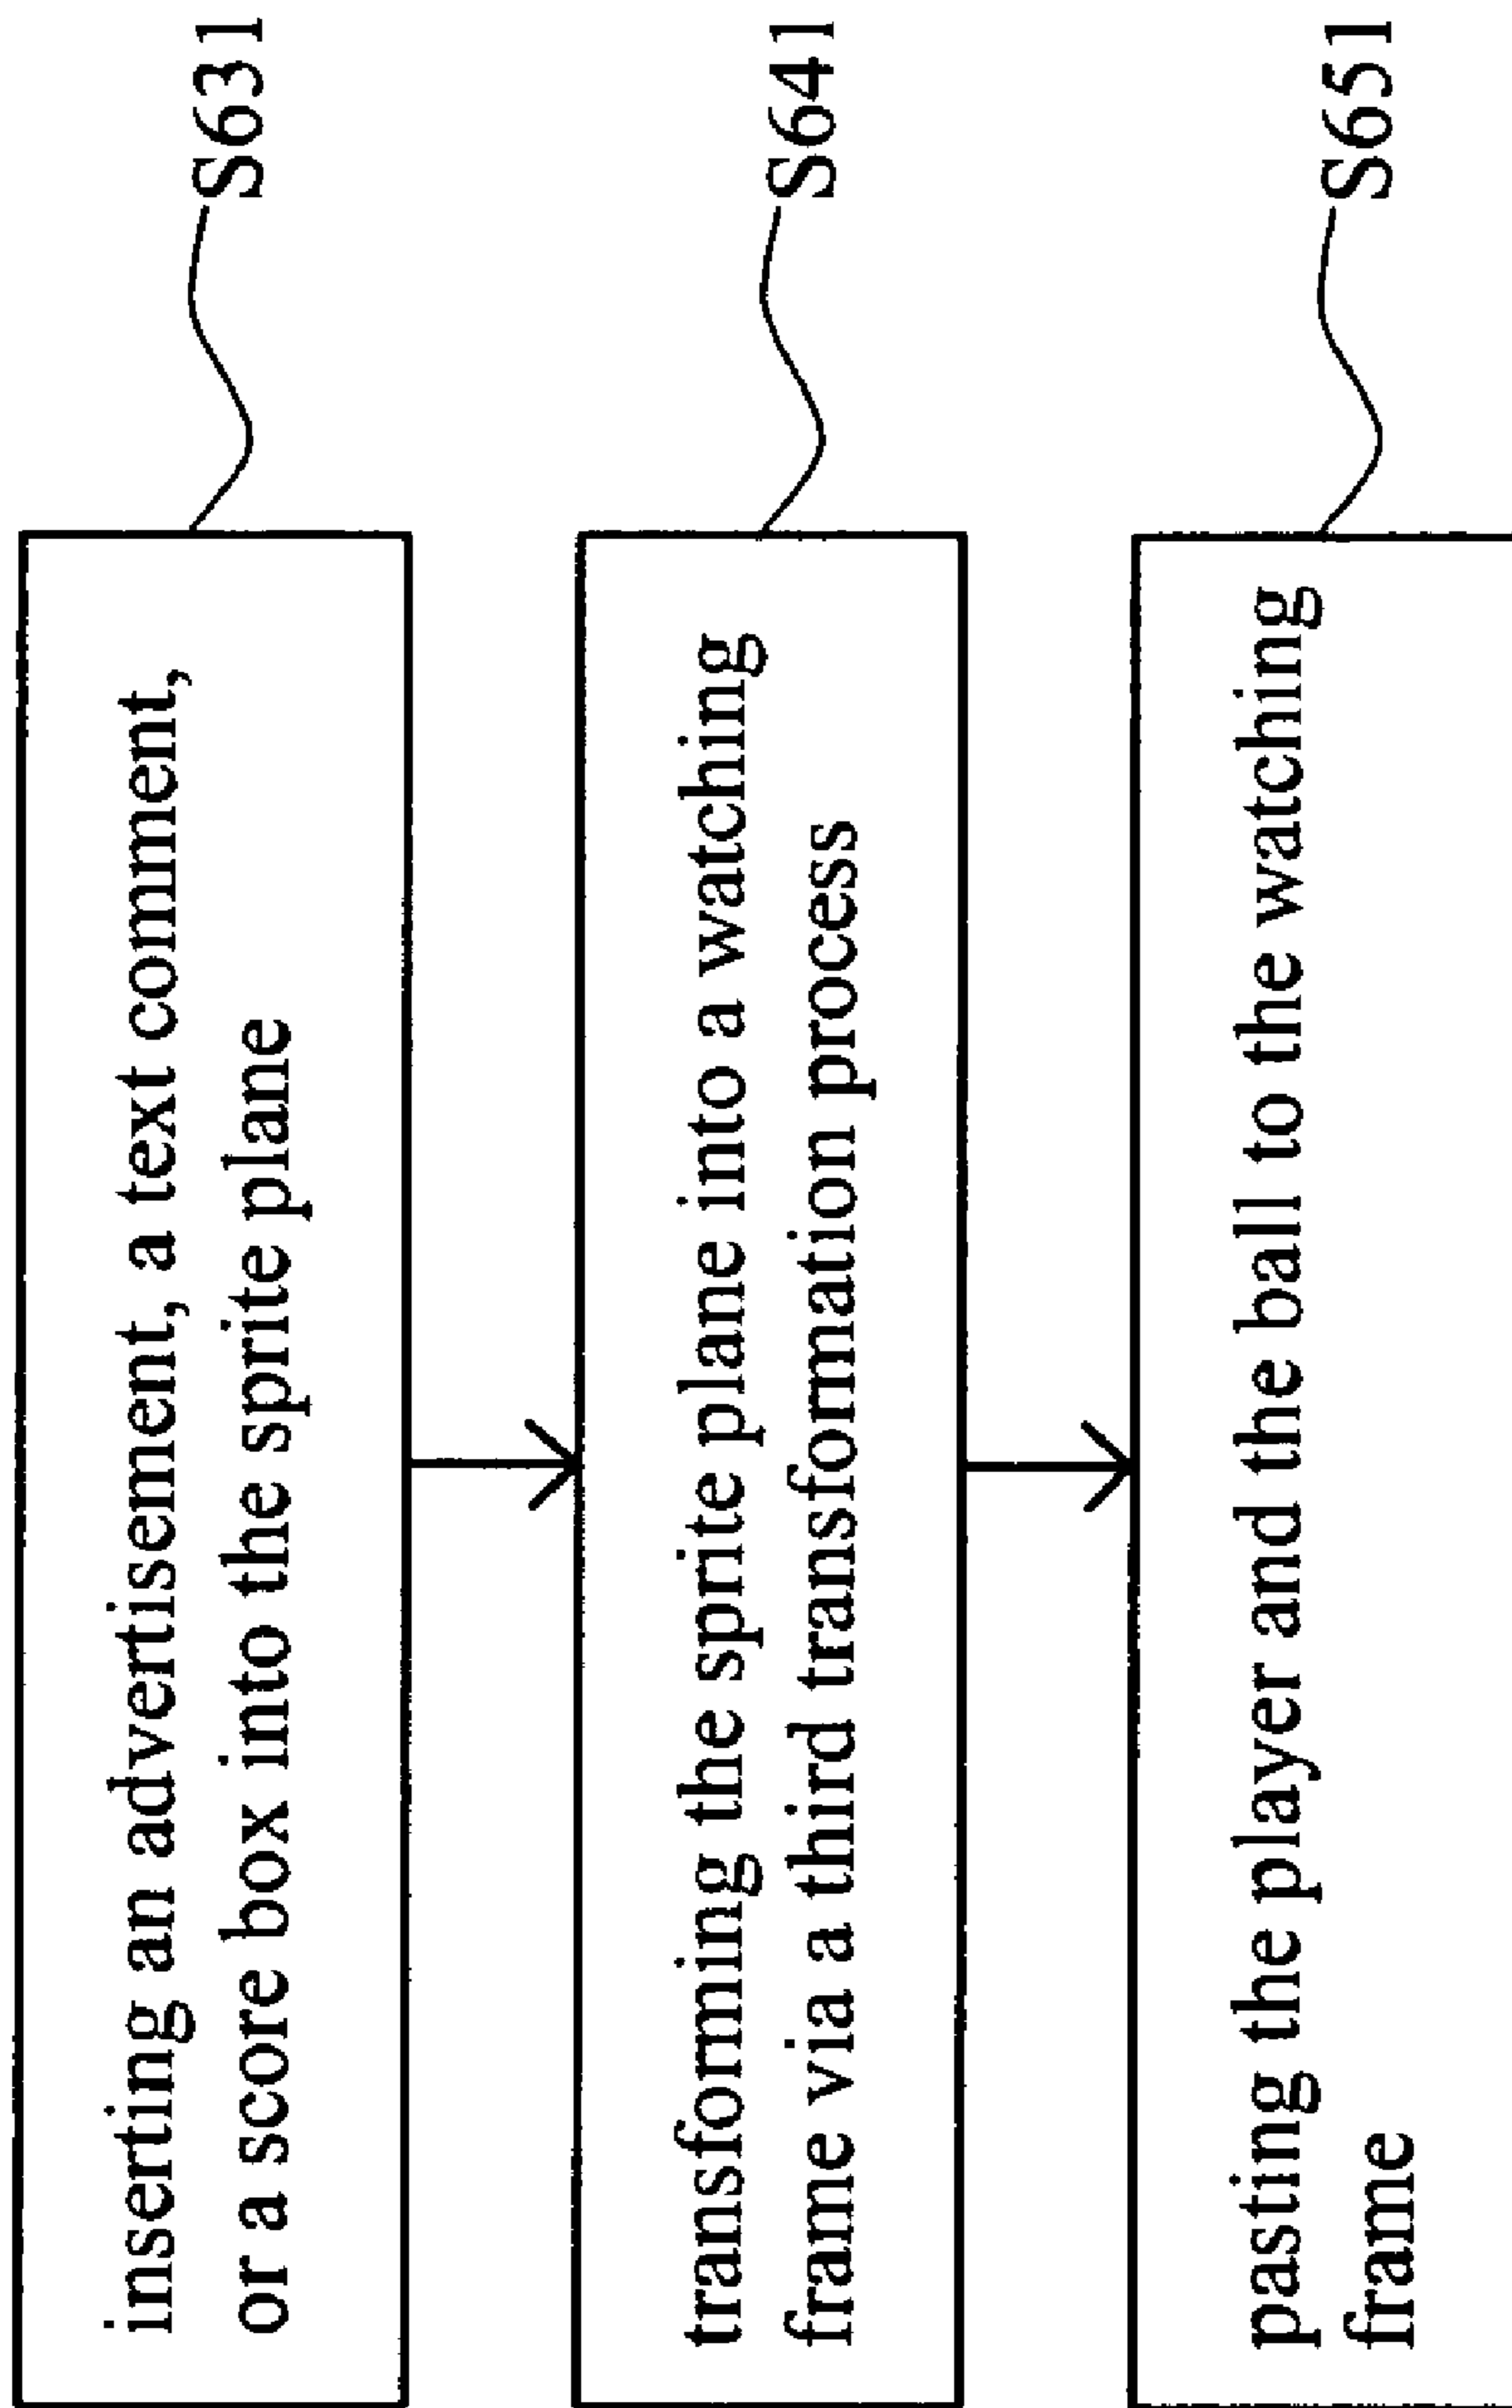 inserting an advertisement, a text comment,
or a score box into the sprite plane
S631
transforming the sprite plane into a watching
frame via a third transformation process
S641
pasting the player and the ball to the watching
frame
S651